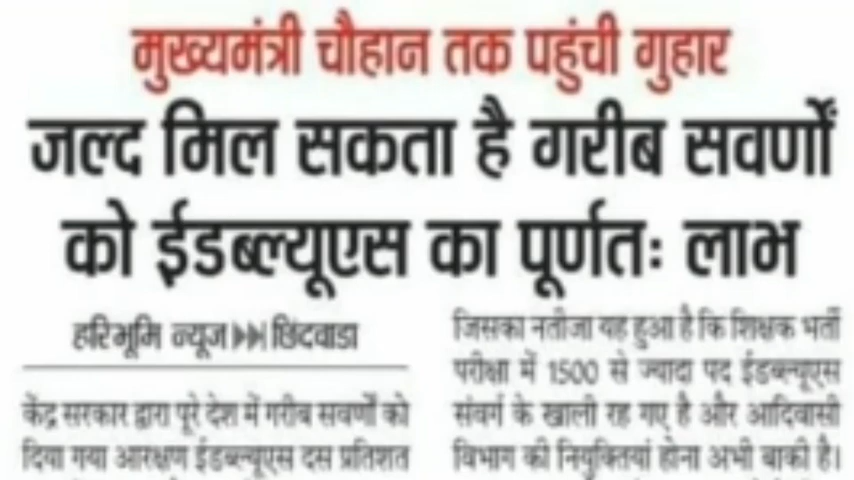 मुख्यमंत्री चौहान तक पहुंची गुहार
जल्द मिल सकता है गरीब सवर्णों
को ईडब्ल्यूएस का पूर्णतः लाभ
हरिभूमि न्यूज छिंदवाडा
केंद्र सरकार द्वारा पूरे देश में गरीब सवर्णों को
दिया गया आरक्षण ईडब्ल्यूएस दस प्रतिशत
जिसका नतीजा यह हुआ है कि शिक्षक भर्ती
परीक्षा में 1500 से ज्यादा पद ईडब्ल्यूएस
संवर्ग के खाली रह गए है और आदिवासी
विभाग की नियुक्तियां होना अभी बाकी है।